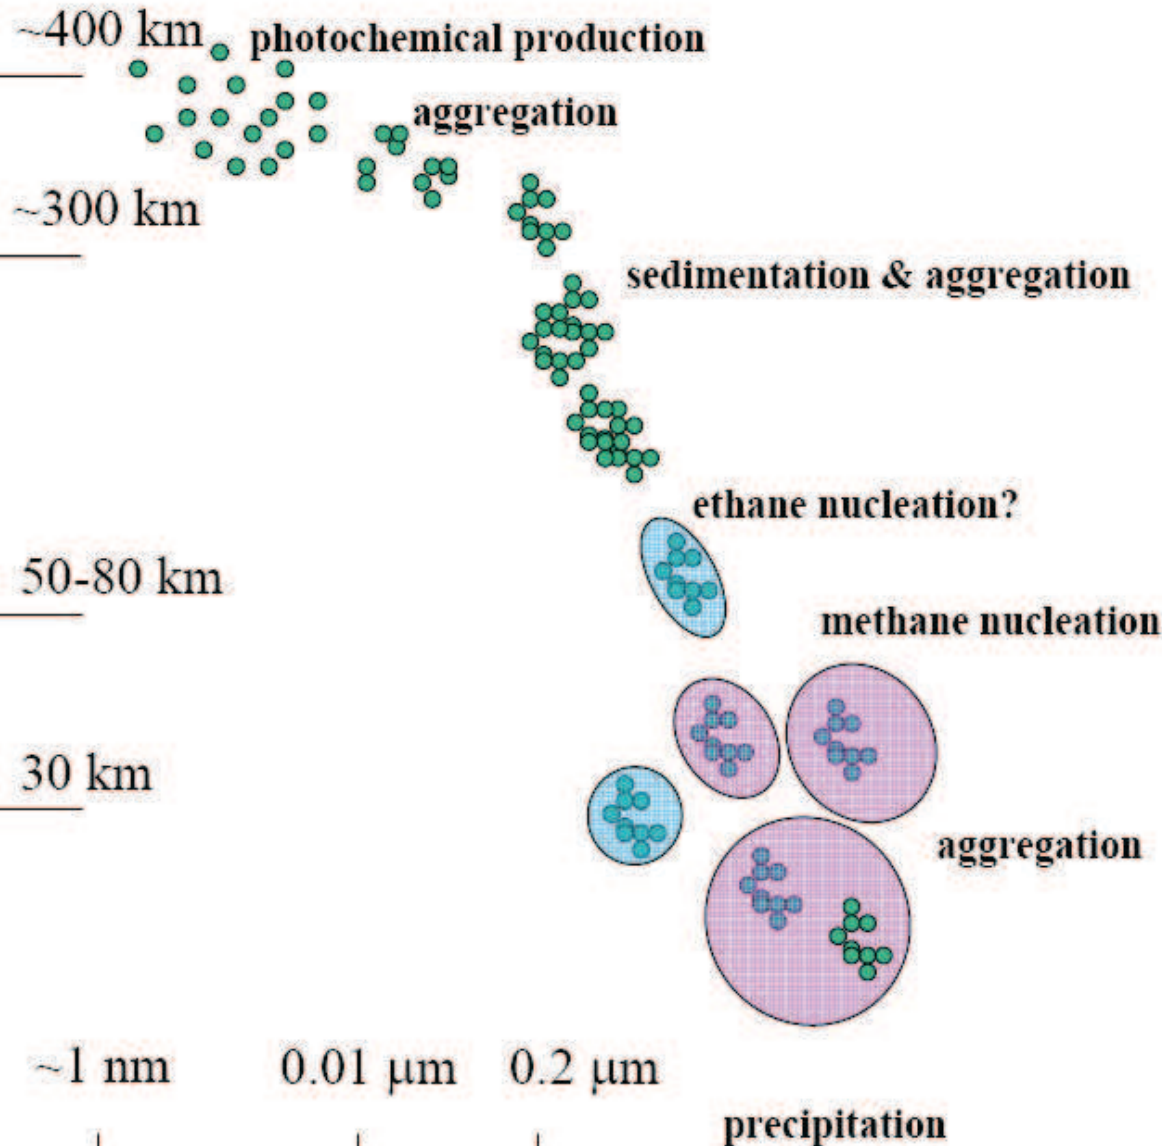 ~400 km
photochemical production
aggregation
~300 km
sedimentation & aggregation
ethane nucleation?
50-80 km
methane nucleation
30 km
aggregation
~1 nm 0.01 μm 0.2 μm
precipitation